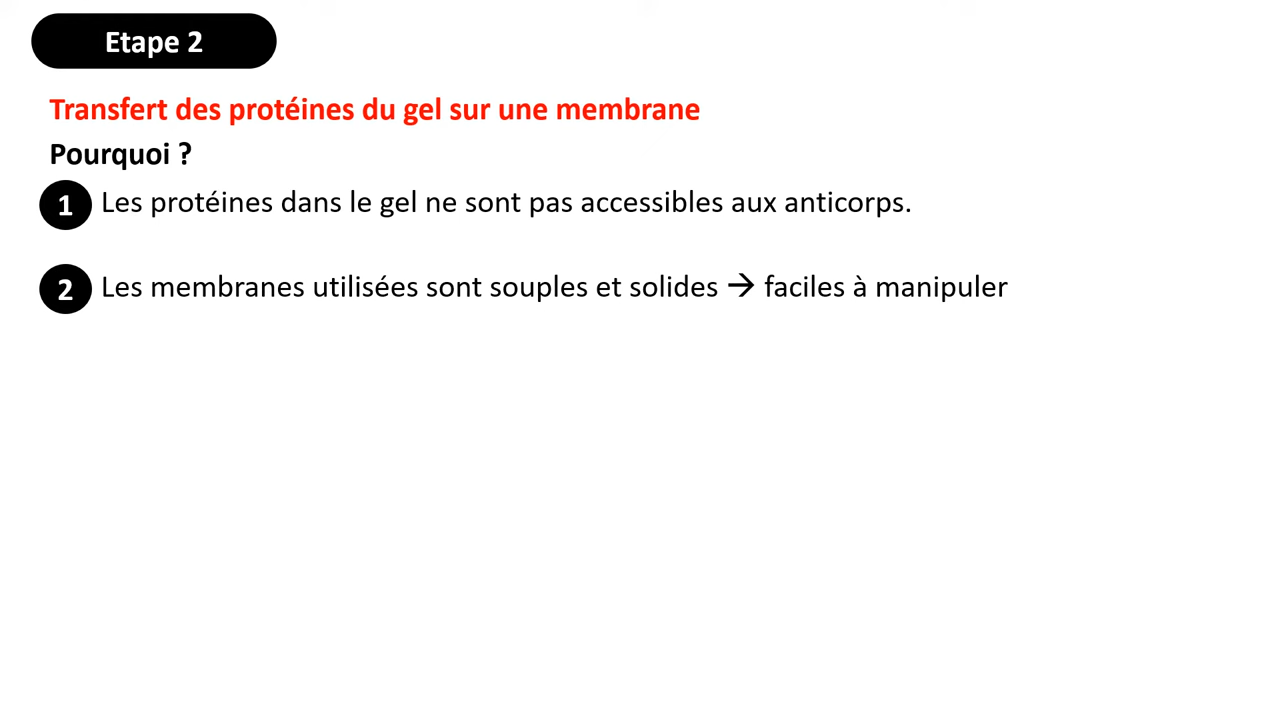 Etape 2
Transfert des protéines du gel sur une membrane
Pourquoi ?
1 Les protéines dans le gel ne sont pas accessibles aux anticorps.
2 Les membranes utilisées sont souples et solides → faciles à manipuler